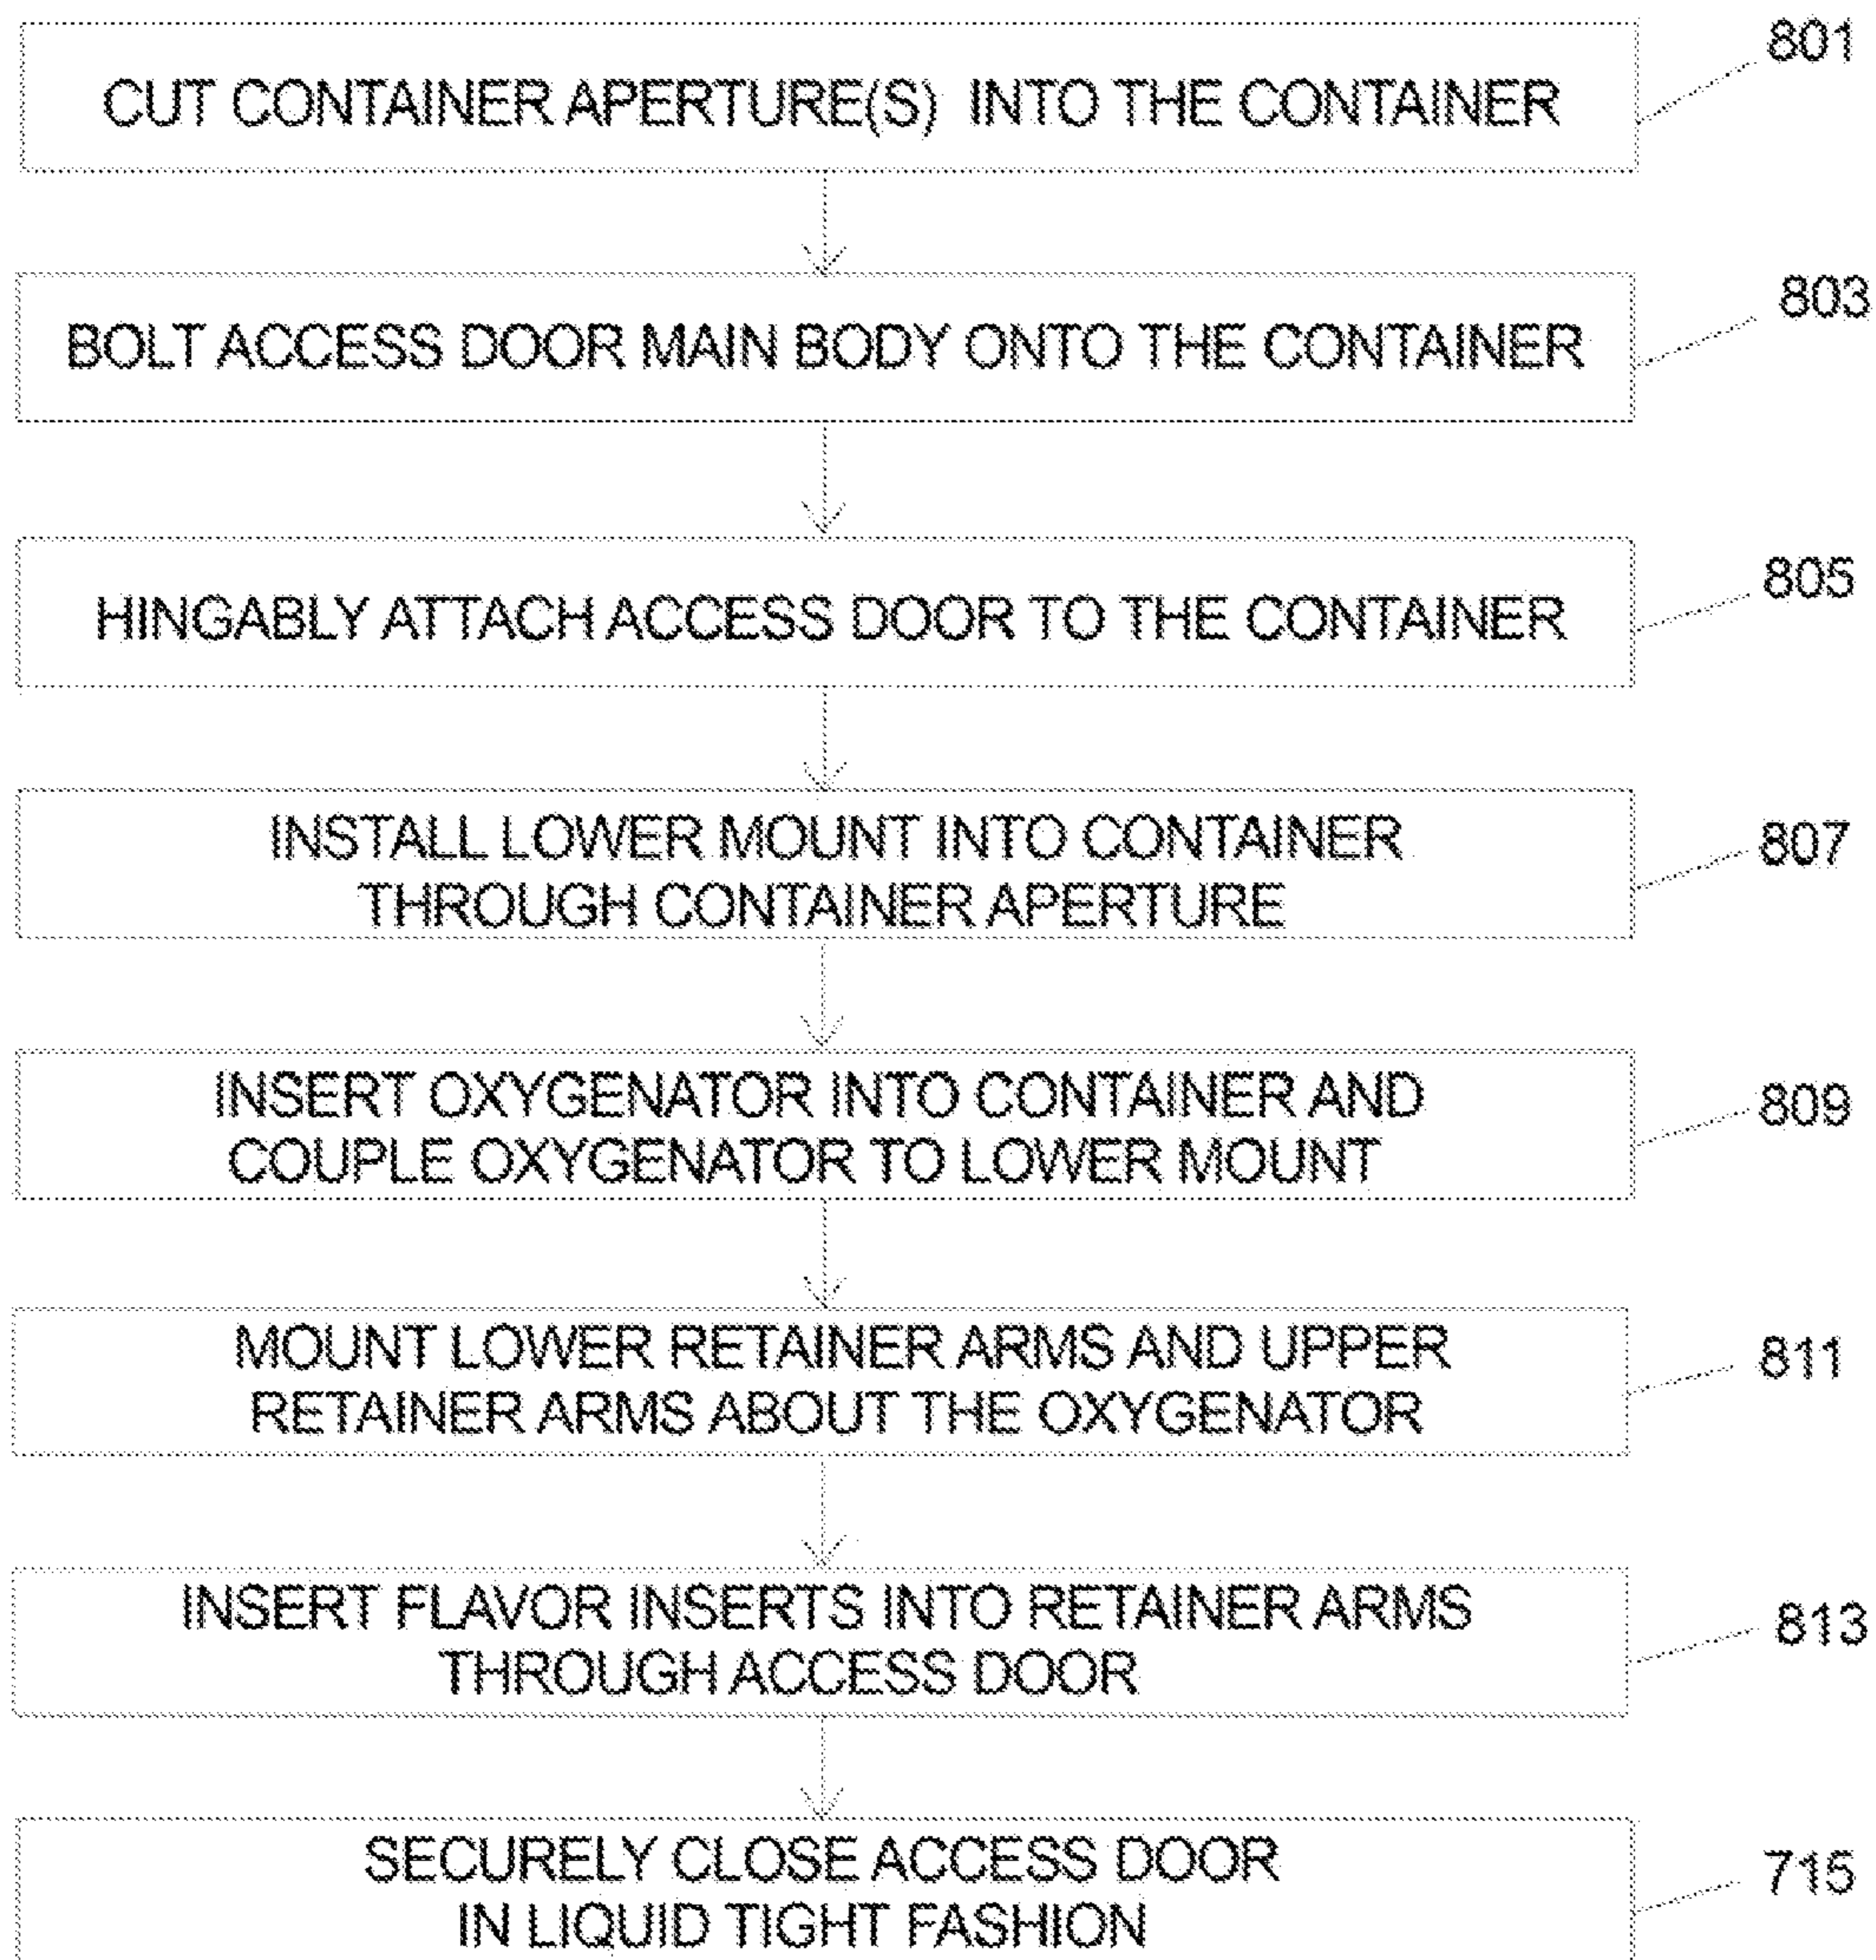 801
CUT CONTAINER APERTURE(S) INTO THE CONTAINER
803
BOLT ACCESS DOOR MAIN BODY ONTO THE CONTAINER
805
HINGABLY ATTACH ACCESS DOOR TO THE CONTAINER
807
INSTALL LOWER MOUNT INTO CONTAINER
THROUGH CONTAINER APERTURE
809
INSERT OXYGENATOR INTO CONTAINER AND
COUPLE OXYGENATOR TO LOWER MOUNT
811
MOUNT LOWER RETAINER ARMS AND UPPER
RETAINER ARMS ABOUT THE OXYGENATOR
813
INSERT FLAVOR INSERTS INTO RETAINER ARMS
THROUGH ACCESS DOOR
715
SECURELY CLOSE ACCESS DOOR
IN LIQUID TIGHT FASHION